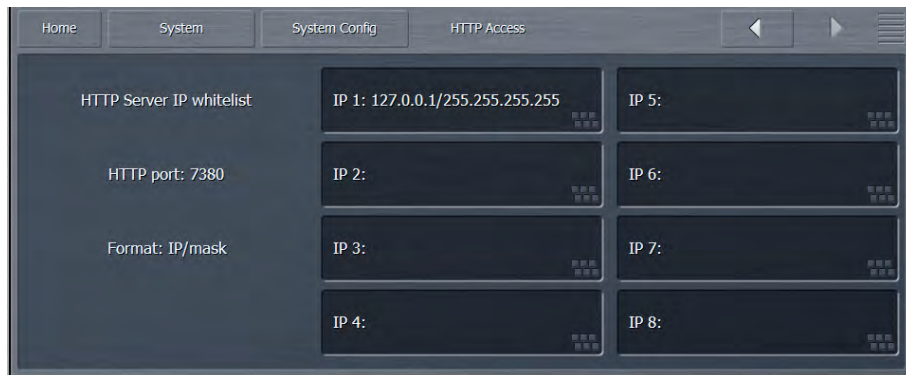 Home System System Config HTTP Access
HTTP Server IP whitelist IP 1: 127.0.0.1/255.255.255.255 IP 5:
HTTP port: 7380 IP 2: IP 6:
Format: IP/mask IP 3: IP 7:
IP 4: IP 8: